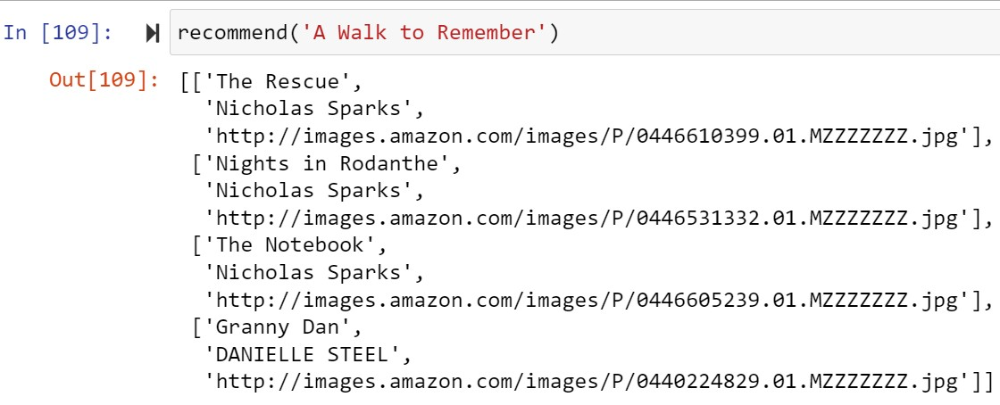 In [109]: recommend('A Walk to Remember')
Out[109]: [['The Rescue',
'Nicholas Sparks',
'http://images.amazon.com/images/P/0446610399.01.MZZZZZZZ.jpg'],
['Nights in Rodanthe',
'Nicholas Sparks',
'http://images.amazon.com/images/P/0446531332.01.MZZZZZZZ.jpg'],
['The Notebook',
'Nicholas Sparks',
'http://images.amazon.com/images/P/0446605239.01.MZZZZZZZ.jpg'],
['Granny Dan',
'DANIELLE STEEL',
'http://images.amazon.com/images/P/0440224829.01.MZZZZZZZ.jpg']]